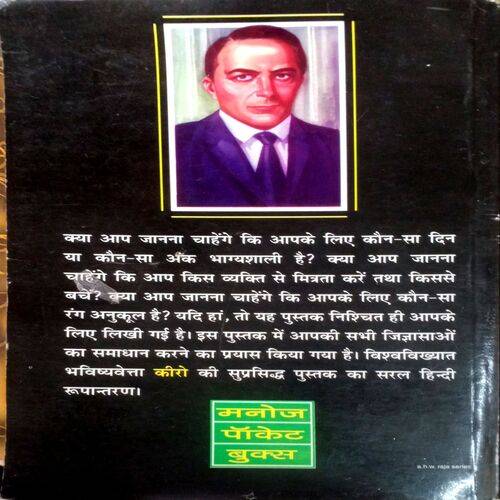 क्या आप जानना चाहेंगे कि आपके लिए कौन-सा दिन
या कौन-सा अंक भाग्यशाली है? क्या आप जानना
चाहेंगे कि आप किस व्यक्ति से मित्रता करें तथा किससे
बचें? क्या आप जानना चाहेंगे कि आपके लिए कौन-सा
रंग अनुकूल है? यदि हां, तो यह पुस्तक निश्चित ही आपके
लिए लिखी गई है। इस पुस्तक में आपकी सभी जिज्ञासाओं
का समाधान करने का प्रयास किया गया है। विश्वविख्यात
भविष्यवेत्ता कीरो की सुप्रसिद्ध पुस्तक का सरल हिन्दी
रूपान्तरण।
मनोज
पॉकेट
बुक्स
a.h.w. raja series